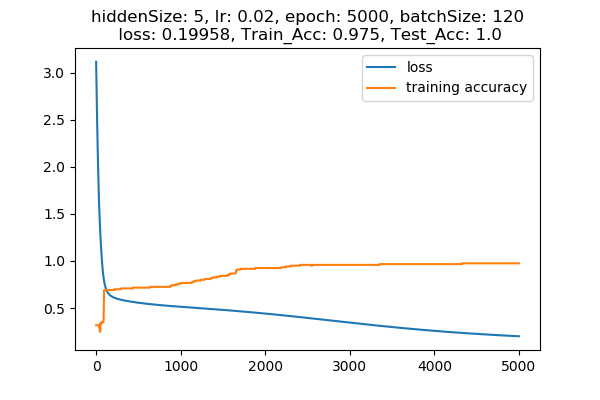 hiddenSize: 5, lr: 0.02, epoch: 5000, batchSize: 120
loss: 0.19958, Train_Acc: 0.975, Test_Acc: 1.0
loss
training accuracy
3.0
2.5
2.0
1.5
1.0
0.5
0 1000 2000 3000 4000 5000